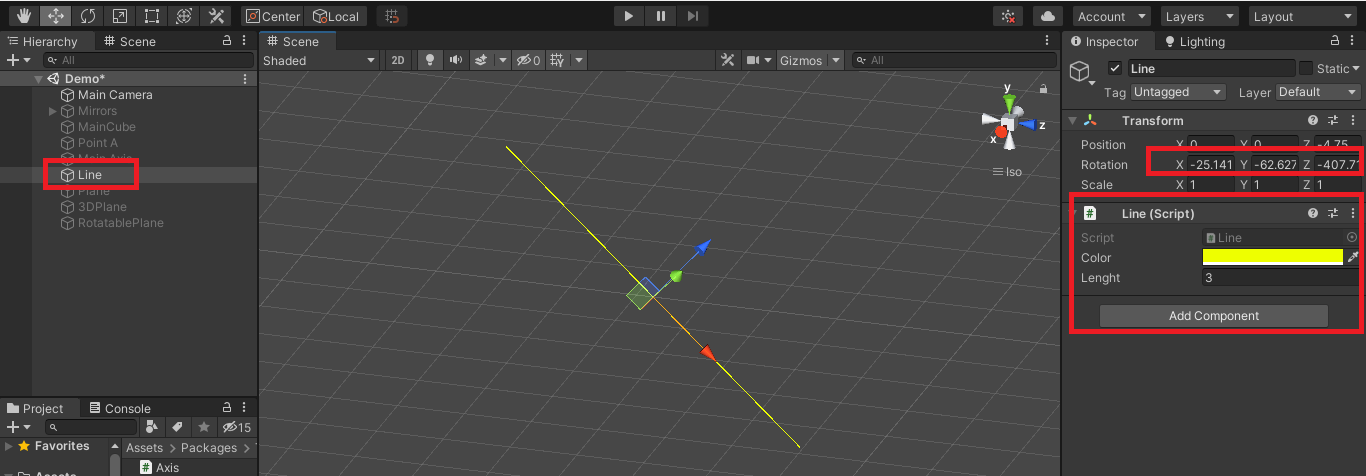 Center Local Account Layers Layout
Hierarchy Scene
All
Demo*
Main Camera
Mirrors
MainCube
Point A
Main Axis
Line
Plane
3DPlane
RotatablePlane
Scene
Shaded 2D 0 Gizmos All
y
x z
Iso
Inspector Lighting
Line Static
Tag Untagged Layer Default
Transform
Position X 0 Y 0 Z -4.75
Rotation X -25.141 Y -62.627 Z -407.71
Scale X 1 Y 1 Z 1
Line (Script)
Script Line
Color
Lenght 3
Add Component
Project Console
15
Favorites Assets Packages
Assets Axis